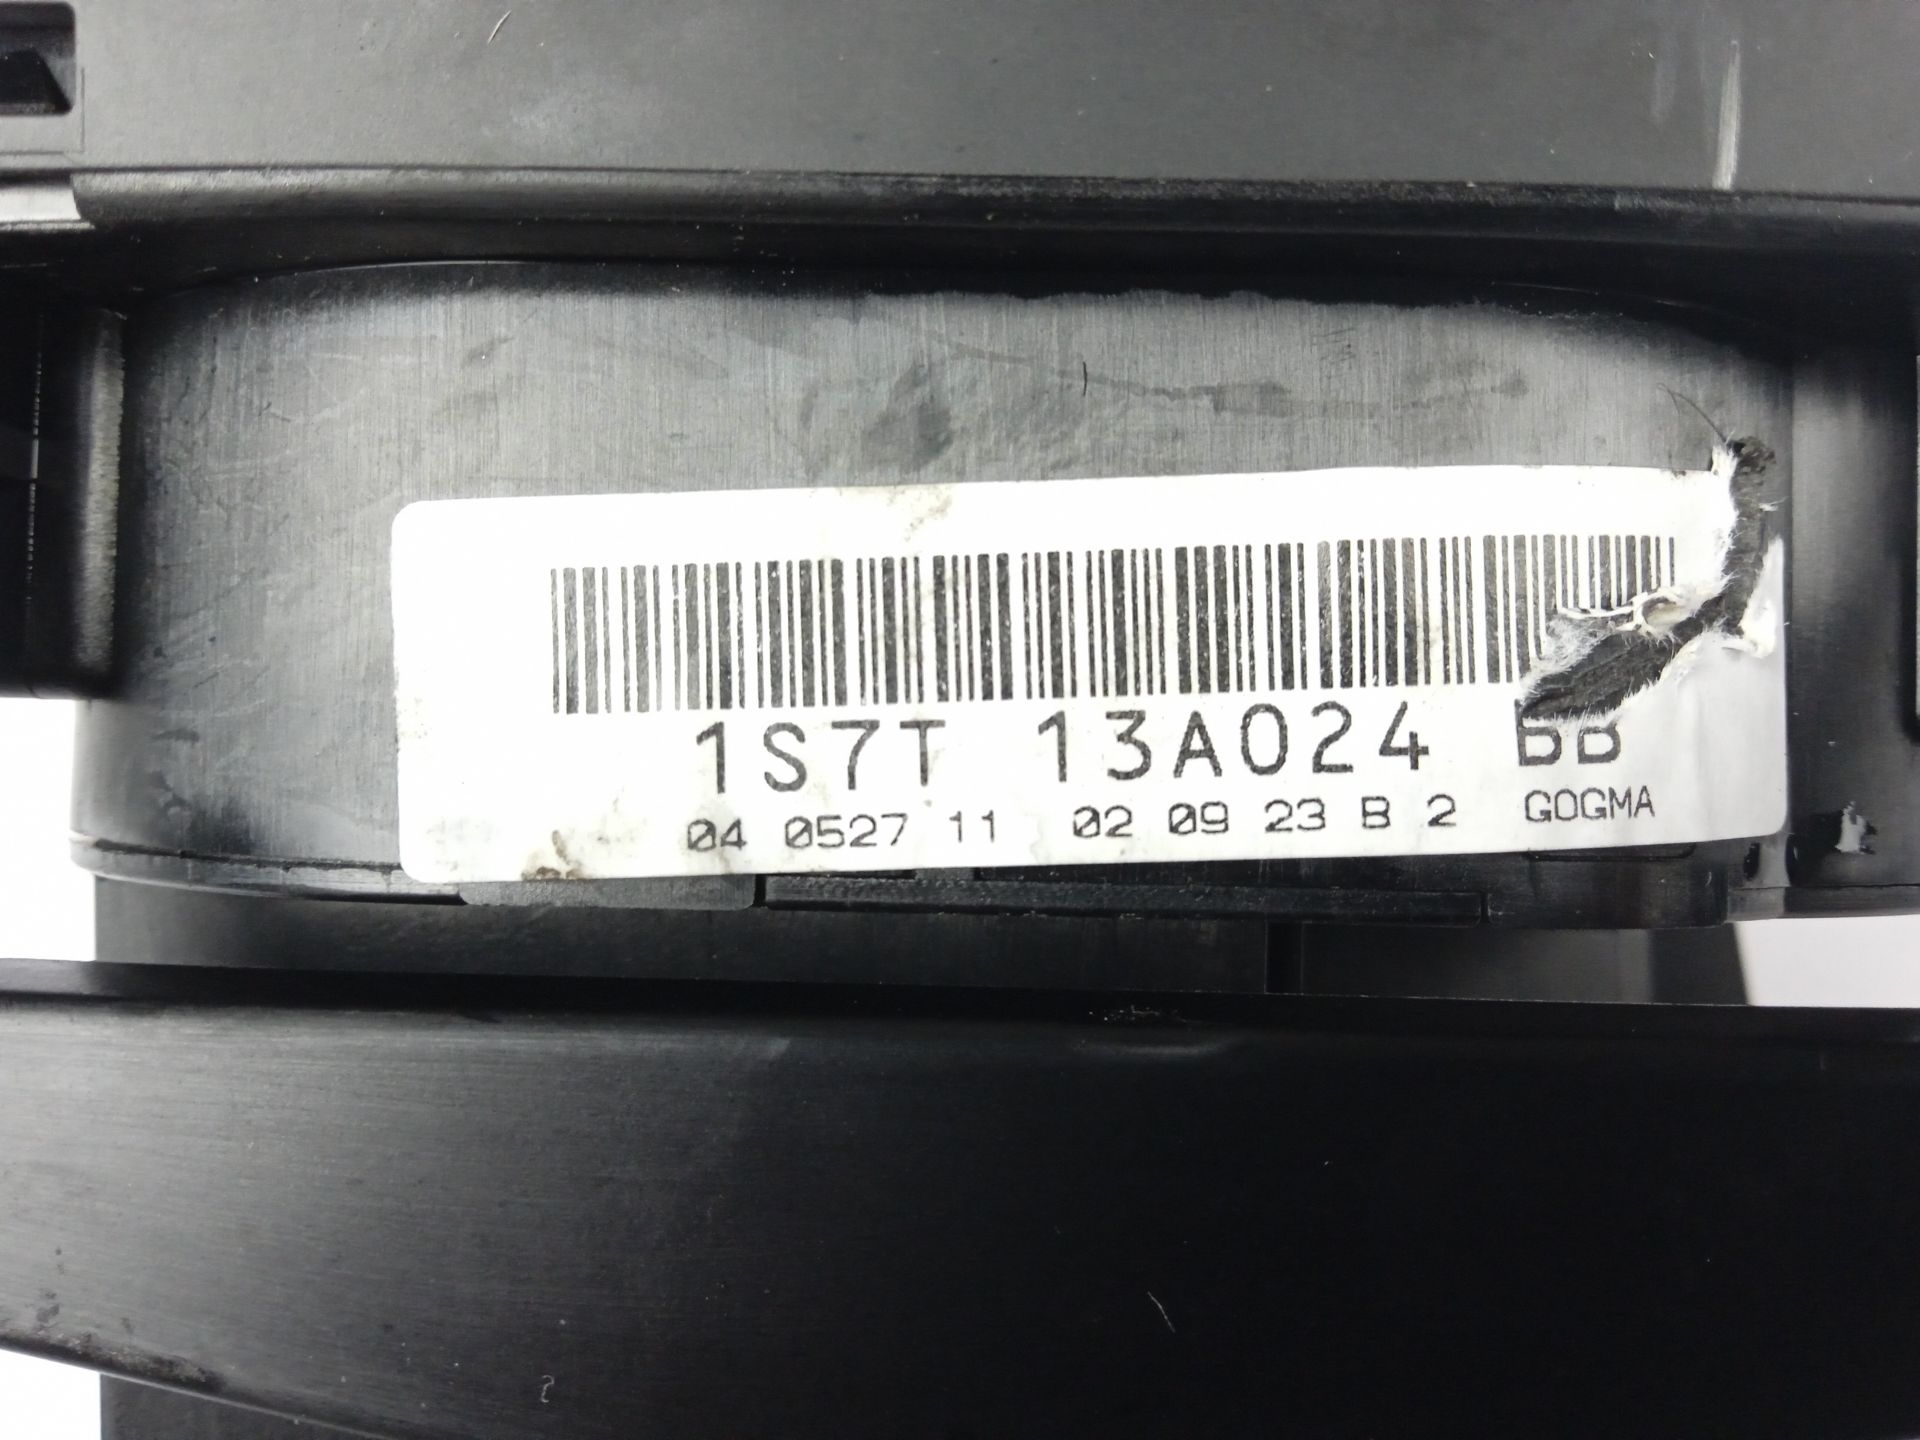 1S7T 13A024 BB
04 0527 11 02 09 23 B 2 GOGMA